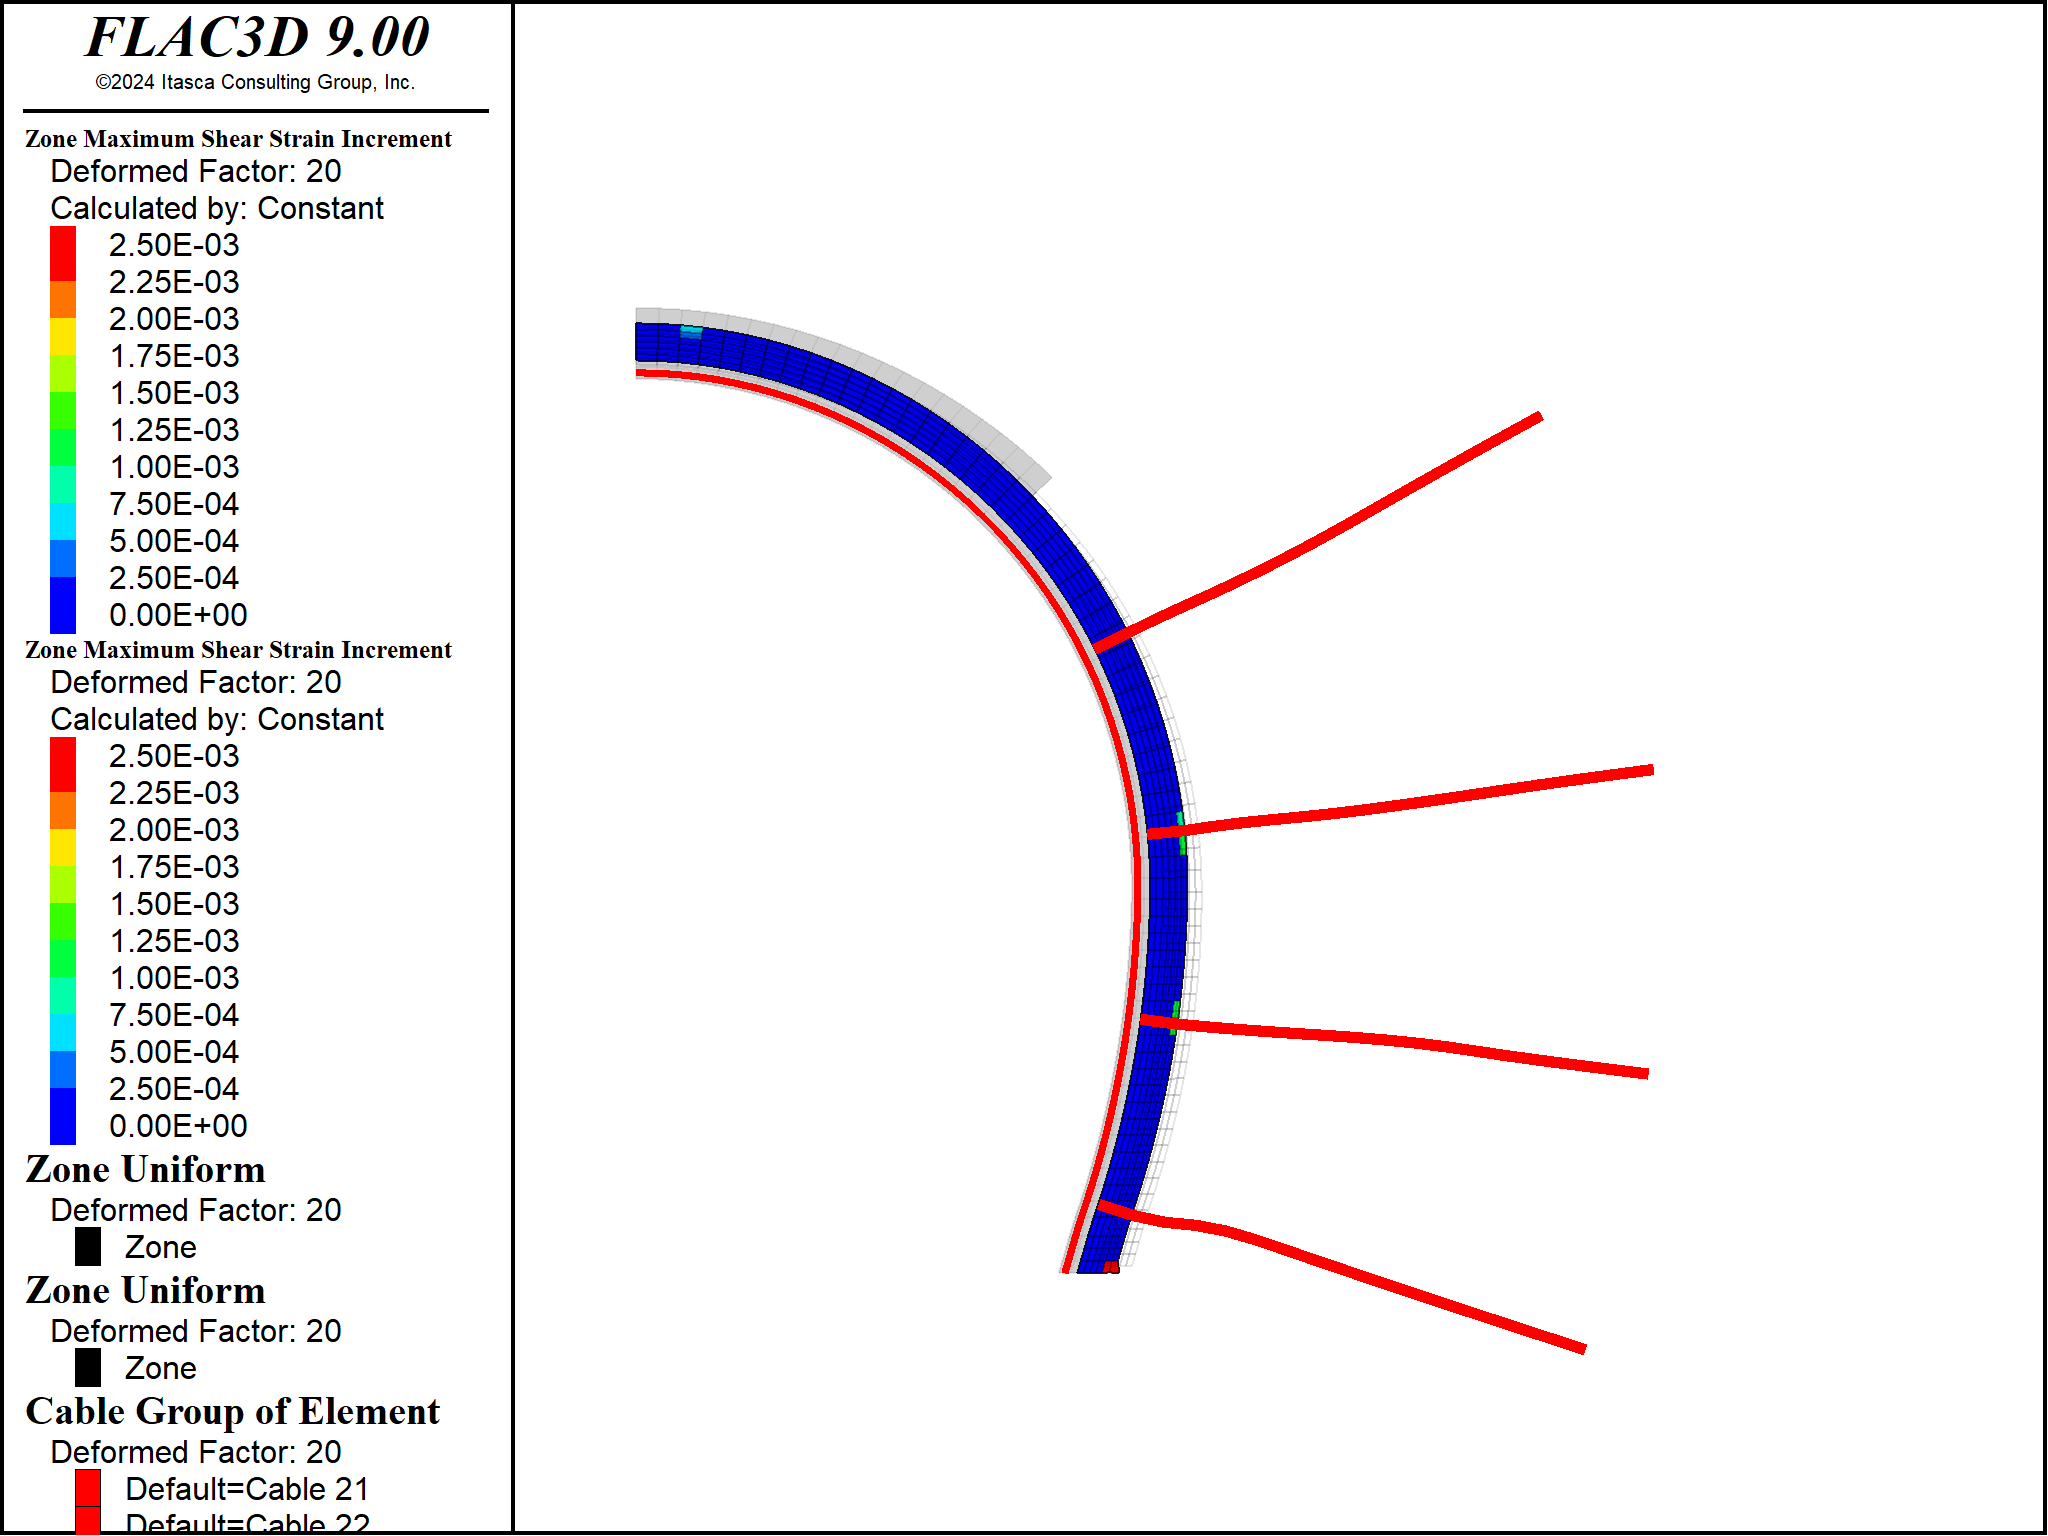 FLAC3D 9.00
©2024 Itasca Consulting Group, Inc.
Zone Maximum Shear Strain Increment
Deformed Factor: 20
Calculated by: Constant
2.50E-03
2.25E-03
2.00E-03
1.75E-03
1.50E-03
1.25E-03
1.00E-03
7.50E-04
5.00E-04
2.50E-04
0.00E+00
Zone Maximum Shear Strain Increment
Deformed Factor: 20
Calculated by: Constant
2.50E-03
2.25E-03
2.00E-03
1.75E-03
1.50E-03
1.25E-03
1.00E-03
7.50E-04
5.00E-04
2.50E-04
0.00E+00
Zone Uniform
Deformed Factor: 20
Zone
Zone Uniform
Deformed Factor: 20
Zone
Cable Group of Element
Deformed Factor: 20
Default=Cable 21
Default=Cable 22